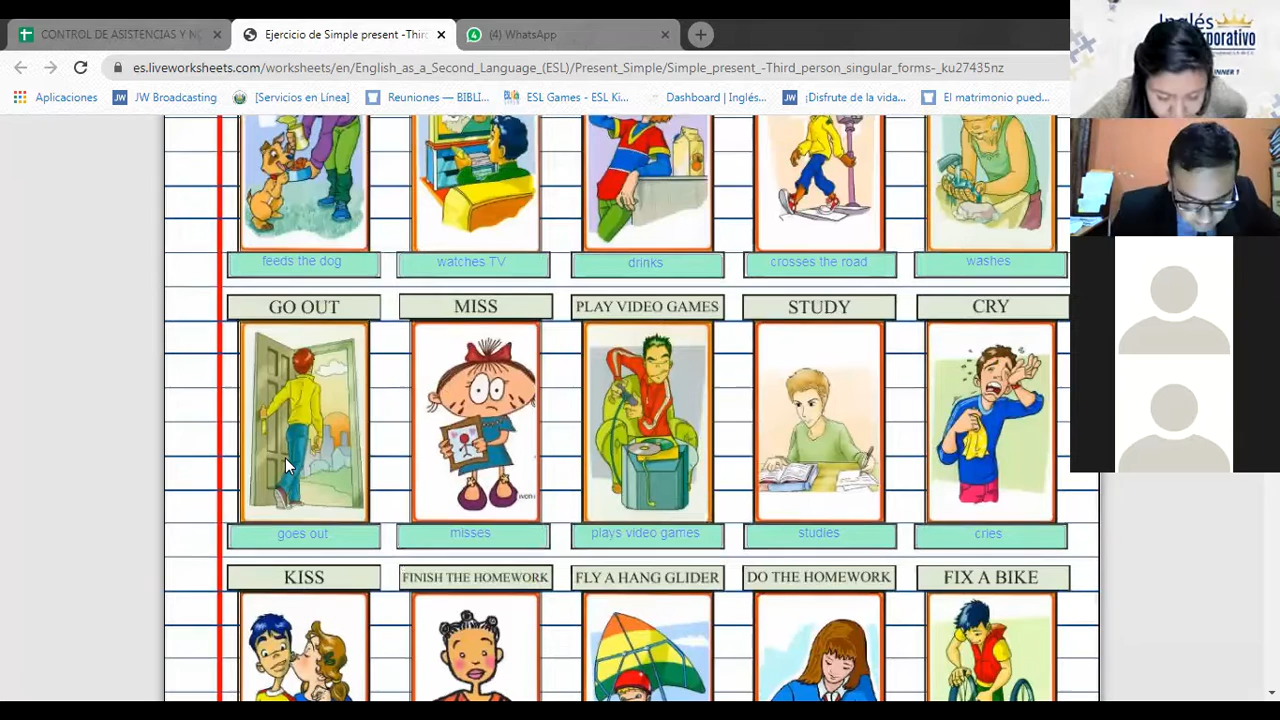 CONTROL DE ASISTENCIAS Y N
Ejercicio de Simple present -Third
(4) WhatsApp
es.liveworksheets.com/worksheets/en/English_as_a_Second_Language_(ESL)/Present_Simple/Simple_present_-Third_person_singular_forms-_ku27435nz
Aplicaciones
JW Broadcasting
[Servicios en Línea]
Reuniones — BIBLI...
ESL Games - ESL Ki...
Dashboard | Inglés...
¡Disfrute de la vida...
El matrimonio pued...
Inglés
feeds the dog
watches TV
drinks
crosses the road
washes
GO OUT
MISS
PLAY VIDEO GAMES
STUDY
CRY
goes out
misses
plays video games
studies
cries
KISS
FINISH THE HOMEWORK
FLY A HANG GLIDER
DO THE HOMEWORK
FIX A BIKE